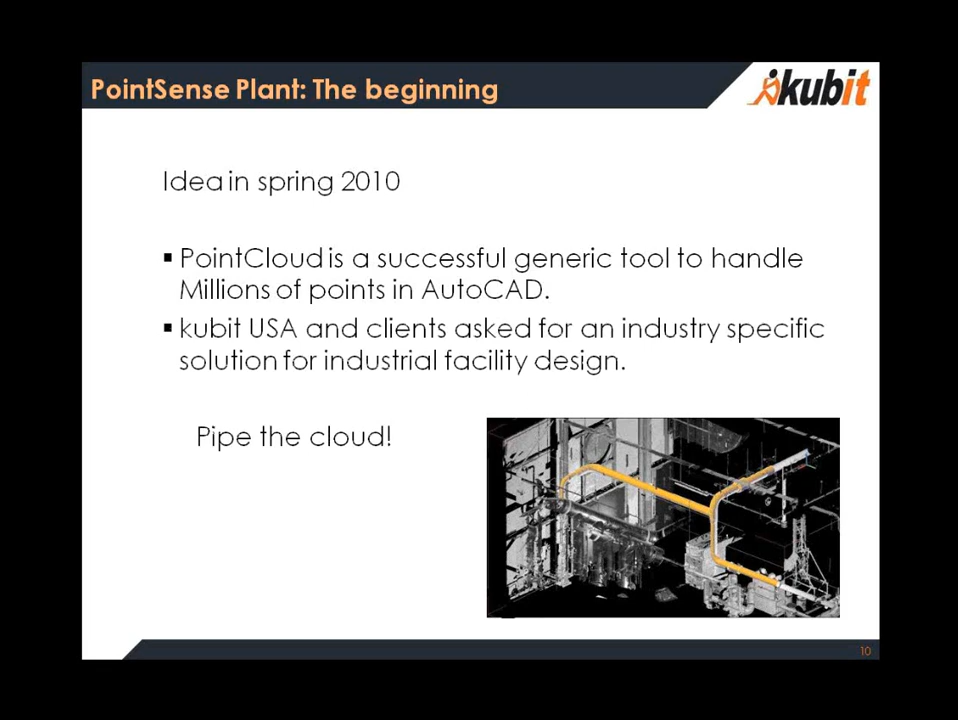 PointSense Plant: The beginning
kubit
Idea in spring 2010
▪ PointCloud is a successful generic tool to handle
Millions of points in AutoCAD.
▪ kubit USA and clients asked for an industry specific
solution for industrial facility design.
Pipe the cloud!
10